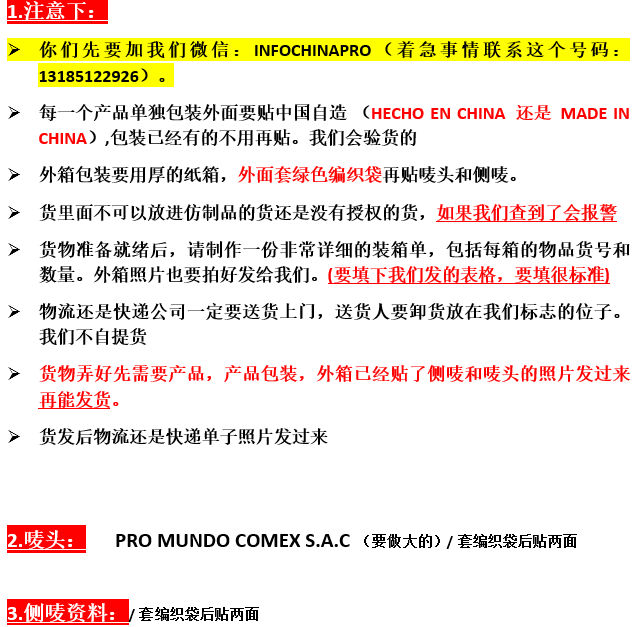 1.注意下：
➢ 你们先要加我们微信：INFOCHINAPRO（着急事情联系这个号码：
13185122926）。
➢ 每一个产品单独包装外面要贴中国自造 （HECHO EN CHINA 还是 MADE IN
CHINA）,包装已经有的不用再贴。我们会验货的
➢ 外箱包装要用厚的纸箱，外面套绿色编织袋再贴唛头和侧唛。
➢ 货里面不可以放进仿制品的货还是没有授权的货，如果我们查到了会报警
➢ 货物准备就绪后，请制作一份非常详细的装箱单，包括每箱的物品货号和
数量。外箱照片也要拍好发给我们。(要填下我们发的表格，要填很标准)
➢ 物流还是快递公司一定要送货上门，送货人要卸货放在我们标志的位子。
我们不自提货
➢ 货物弄好先需要产品，产品包装，外箱已经贴了侧唛和唛头的照片发过来
再能发货。
➢ 货发后物流还是快递单子照片发过来
2.唛头： PRO MUNDO COMEX S.A.C （要做大的）/ 套编织袋后贴两面
3.侧唛资料：/ 套编织袋后贴两面